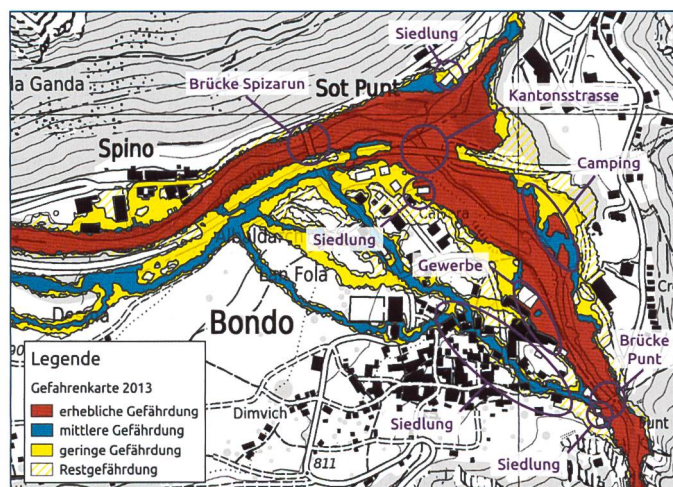 Siedlung
la Ganda
Brücke Spizarun
Sot Punt
Kantonsstrasse
Spino
Camping
Siedlung
Gewerbe
Bondo
Brücke
Punt
Legende
Gefahrenkarte 2013
erhebliche Gefährdung
mittlere Gefährdung
geringe Gefährdung
Restgefährdung
Dimvich
811
Siedlung
Siedlung